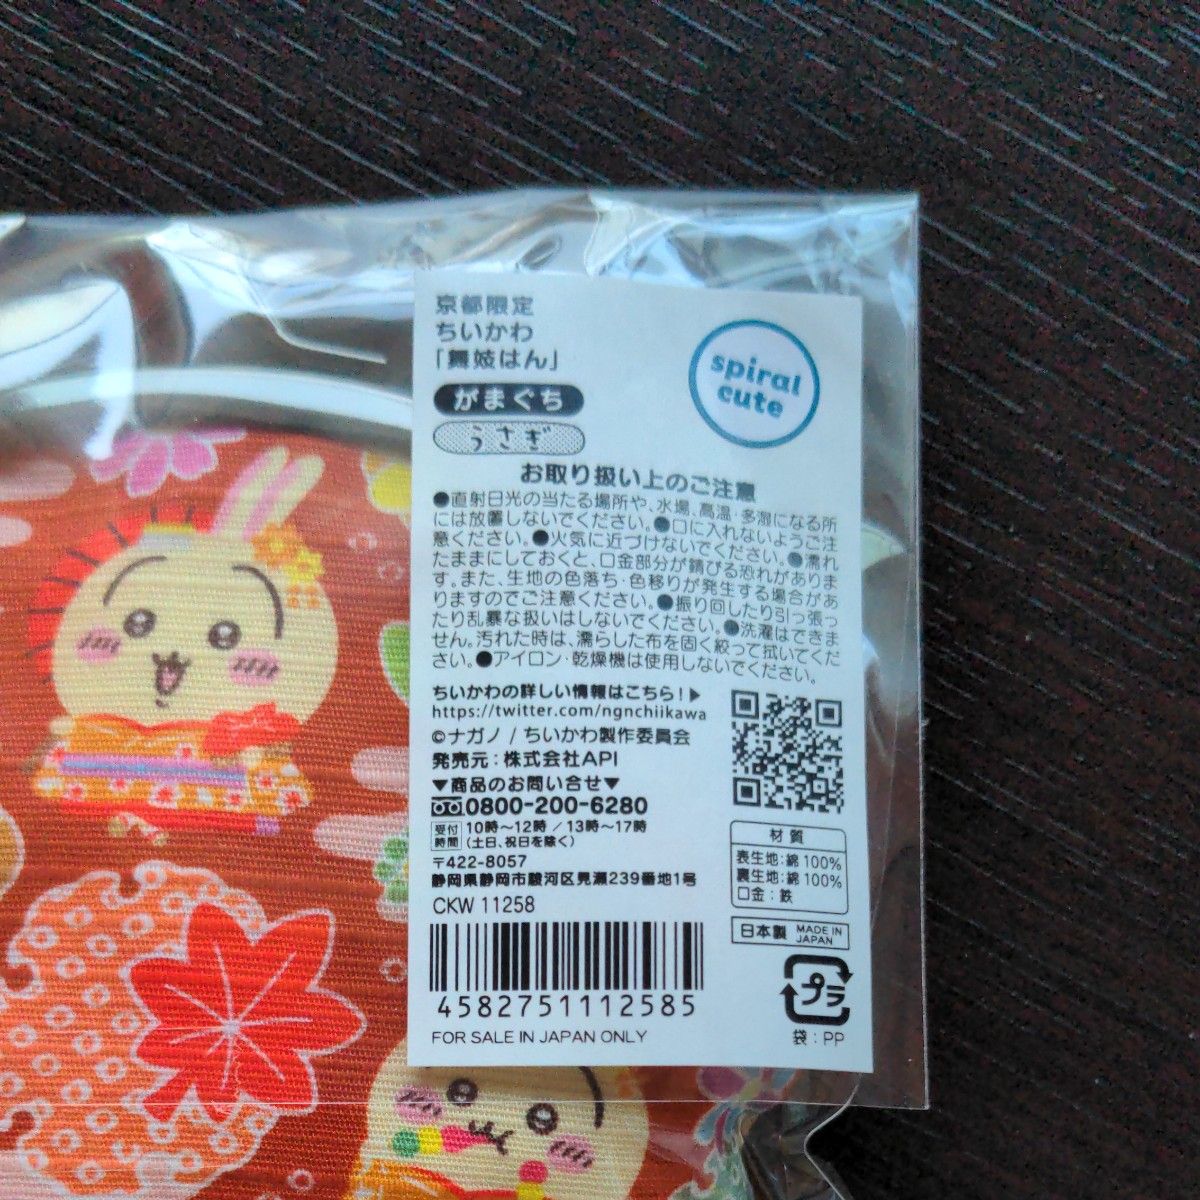 京都限定
ちいかわ
「舞妓はん」
がまぐち
うさぎ
spiral
cute
お取り扱い上のご注意
●直射日光の当たる場所や、水場、高温・多湿になる所
には放置しないでください。●口に入れないようご注
意ください。●火気に近づけないでください。●濡れ
たままにしておくと、口金部分が錆びる恐れがありま
す。また、生地の色落ち・色移りが発生する場合があ
りますのでご注意ください。●振り回したり引っ張っ
たり乱暴な扱いはしないでください。●洗濯はできま
せん。汚れた時は、濡らした布を固く絞って拭いてくだ
さい。●アイロン・乾燥機は使用しないでください。
ちいかわの詳しい情報はこちら!▶
https://twitter.com/ngnchiikawa
©ナガノ / ちいかわ製作委員会
発売元:株式会社API
▼商品のお問い合せ▼
0800-200-6280
受付時間 10時〜12時 / 13時〜17時
(土日、祝日を除く)
〒422-8057
静岡県静岡市駿河区見瀬239番地1号
CKW 11258
4582751112585
FOR SALE IN JAPAN ONLY
材質
表生地:綿100%
裏生地:綿100%
口金:鉄
日本製 MADE IN JAPAN
プラ
袋:PP